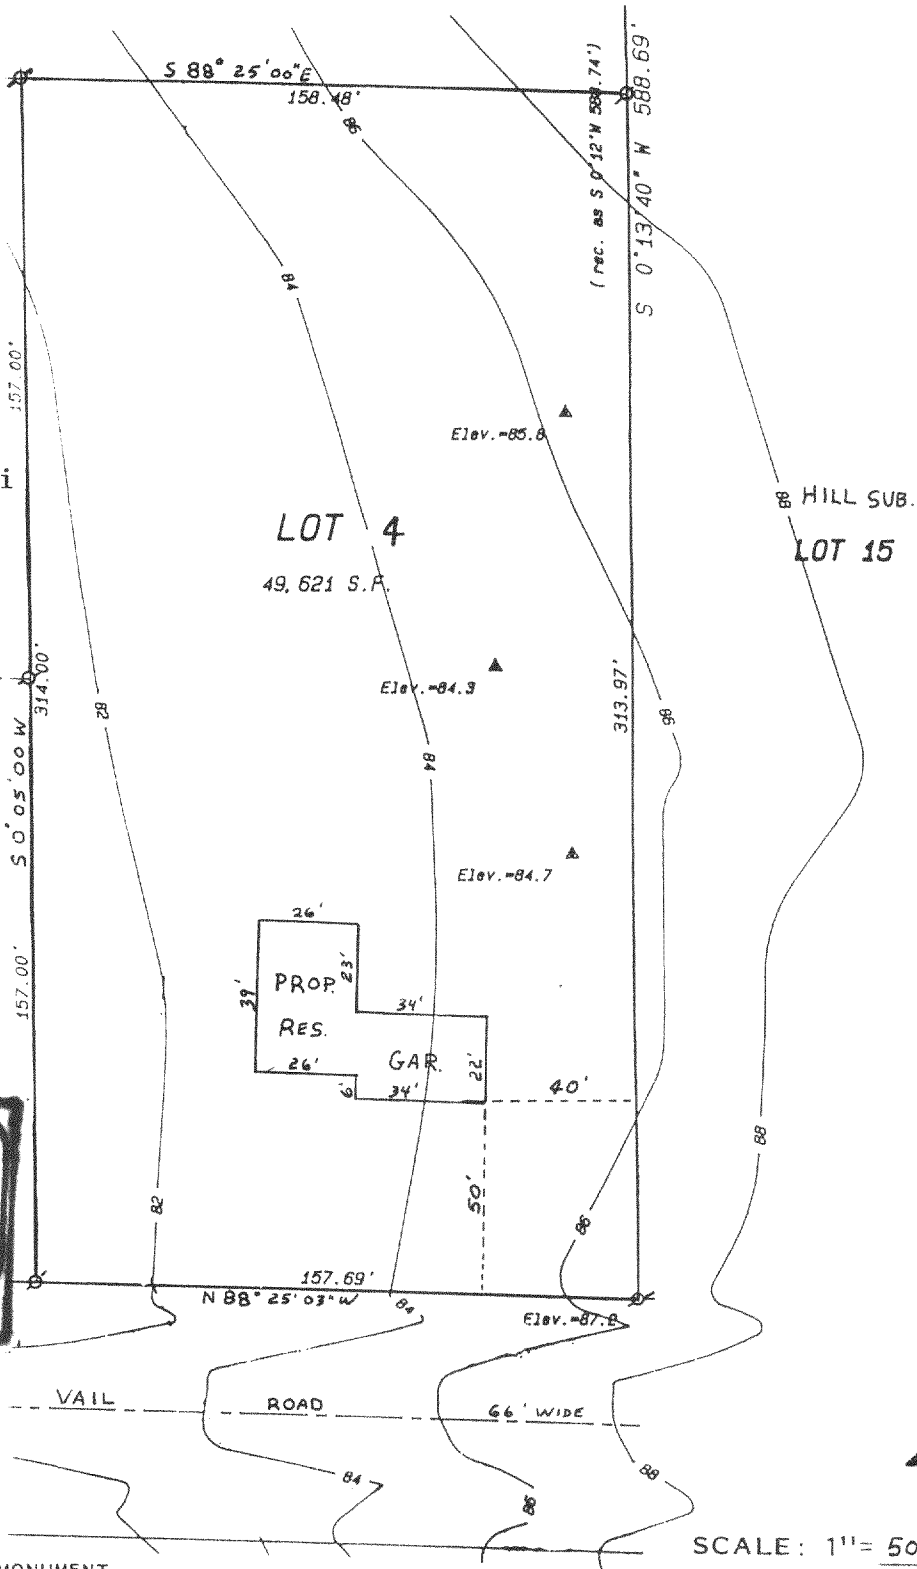 S 88° 25' 00" E
158.48'
(rec. as S 0°12' W 588.74')
S 0°13'40" W 588.69'
86
84
157.00'
Elev.=85.8
88
HILL SUB.
LOT 15
LOT 4
49,621 S.F.
Elev.=84.3
313.97'
314.00'
S 0° 05' 00 W
82
86
84
Elev.=84.7
157.00'
26'
23'
39'
PROP.
RES.
34'
GAR.
22'
26'
6'
34'
40'
50'
88
82
86
157.69'
N 88° 25' 03" W
84
VAIL ROAD 66' WIDE
84
86
88
SCALE: 1"= 50
MONUMENT